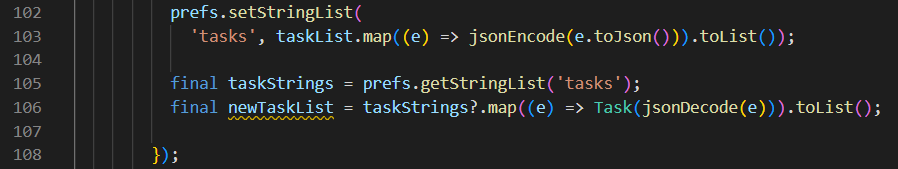 102 prefs.setStringList(
103 'tasks', taskList.map((e) => jsonEncode(e.toJson())).toList());
104
105 final taskStrings = prefs.getStringList('tasks');
106 final newTaskList = taskStrings?.map((e) => Task(jsonDecode(e))).toList();
107
108 });